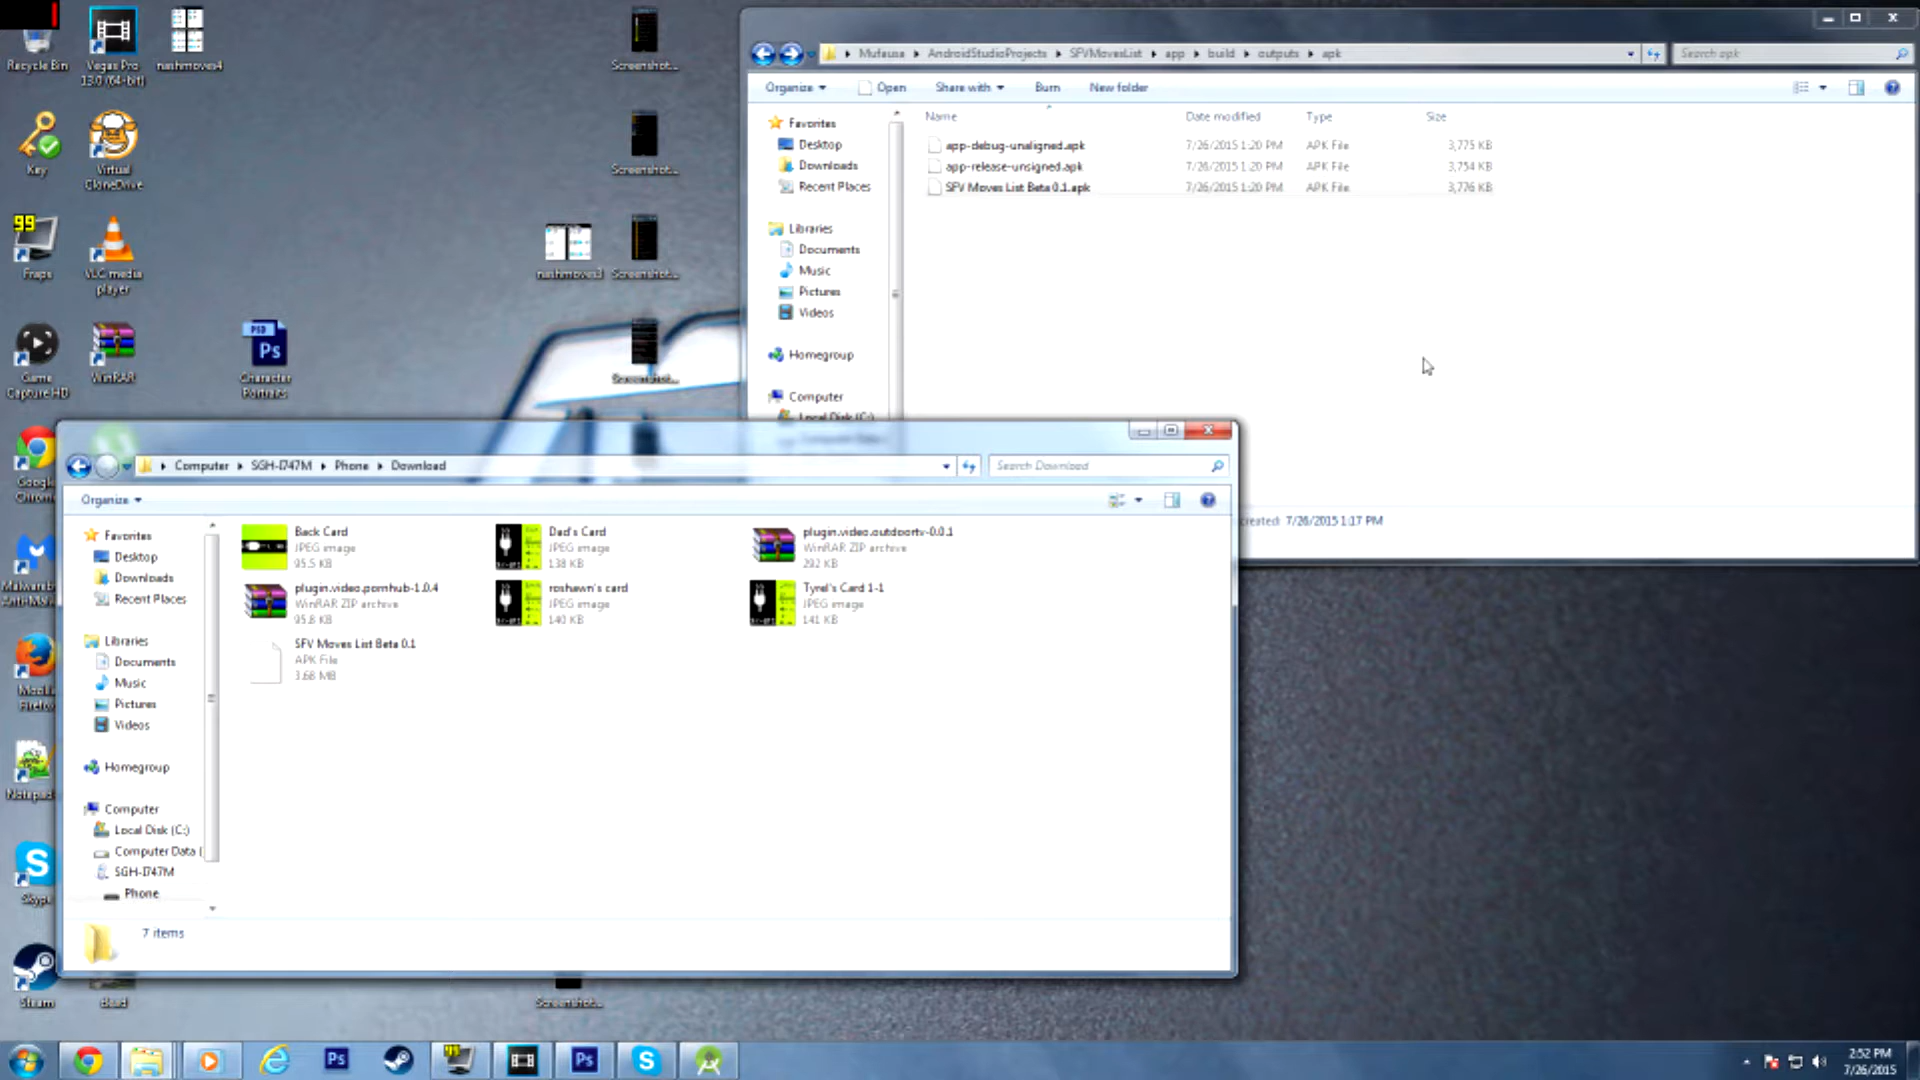 Recycle Bin
Vegas Pro
13.0 (64-bit)
nashmoves4
Screenshot...
Key
Virtual
CloneDrive
Screenshot...
99
Fraps
VLC media
player
nashmoves3
Screenshot...
Game
Capture HD
WinRAR
PSD
Ps
Character
Portraits
Screenshot...
Google
Chrome
Mozilla
Firefox
Skype
Steam
Screenshot...
Mufausa
AndroidStudioProjects
SFVMovesList
app
build
outputs
apk
Search apk
Organize
Open
Share with
Burn
New folder
Name
Date modified
Type
Size
app-debug-unaligned.apk
7/26/2015 1:20 PM
APK File
3,775 KB
app-release-unsigned.apk
7/26/2015 1:20 PM
APK File
3,754 KB
SFV Moves List Beta 0.1.apk
7/26/2015 1:20 PM
APK File
3,776 KB
Favorites
Desktop
Downloads
Recent Places
Libraries
Documents
Music
Pictures
Videos
Homegroup
Computer
Local Disk (C:)
Computer Data
created: 7/26/2015 1:17 PM
Computer
SGH-I747M
Phone
Download
Search Download
Organize
Favorites
Desktop
Downloads
Recent Places
Libraries
Documents
Music
Pictures
Videos
Homegroup
Computer
Local Disk (C:)
Computer Data (
SGH-I747M
Phone
Back Card
JPEG image
95.5 KB
Dad's Card
JPEG image
138 KB
plugin.video.outdoortv-0.0.1
WinRAR ZIP archive
292 KB
plugin.video.pornhub-1.0.4
WinRAR ZIP archive
95.8 KB
roshawn's card
JPEG image
140 KB
Tyrel's Card 1-1
JPEG image
141 KB
SFV Moves List Beta 0.1
APK File
3.68 MB
7 items
2:52 PM
7/26/2015